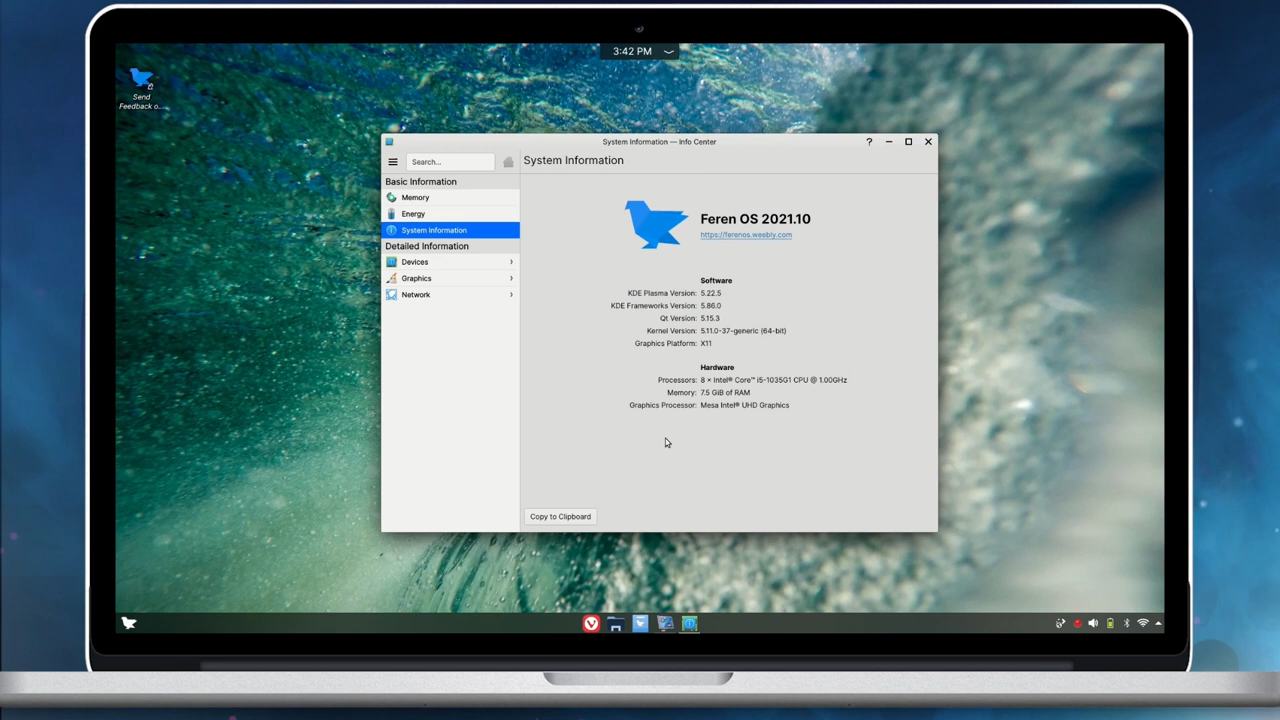 3:42 PM
Send
Feedback o...
System Information — Info Center
Search...
System Information
Basic Information
Memory
Energy
System Information
Detailed Information
Devices
Graphics
Network
Feren OS 2021.10
https://ferenos.weebly.com
Software
KDE Plasma Version: 5.22.5
KDE Frameworks Version: 5.86.0
Qt Version: 5.15.3
Kernel Version: 5.11.0-37-generic (64-bit)
Graphics Platform: X11
Hardware
Processors: 8 × Intel® Core™ i5-1035G1 CPU @ 1.00GHz
Memory: 7.5 GiB of RAM
Graphics Processor: Mesa Intel® UHD Graphics
Copy to Clipboard